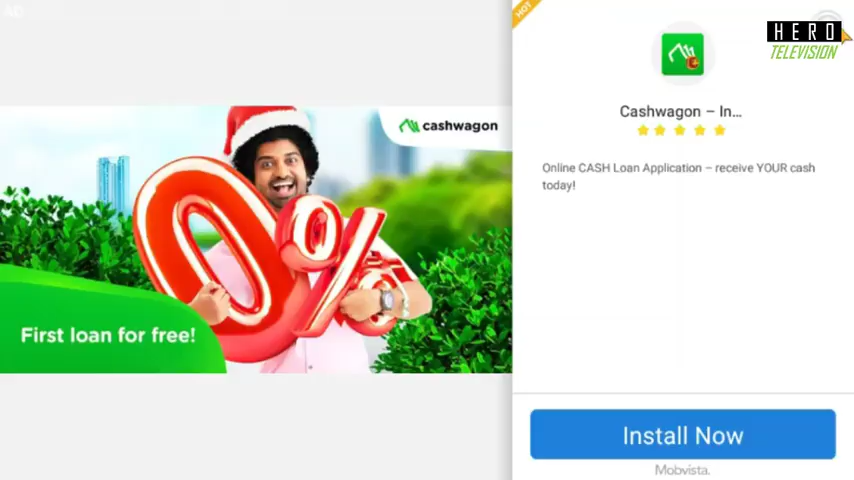 AD
cashwagon
0%
First loan for free!
HOT
HERO
TELEVISION
Cashwagon – In...
Online CASH Loan Application – receive YOUR cash
today!
Install Now
Mobvista.